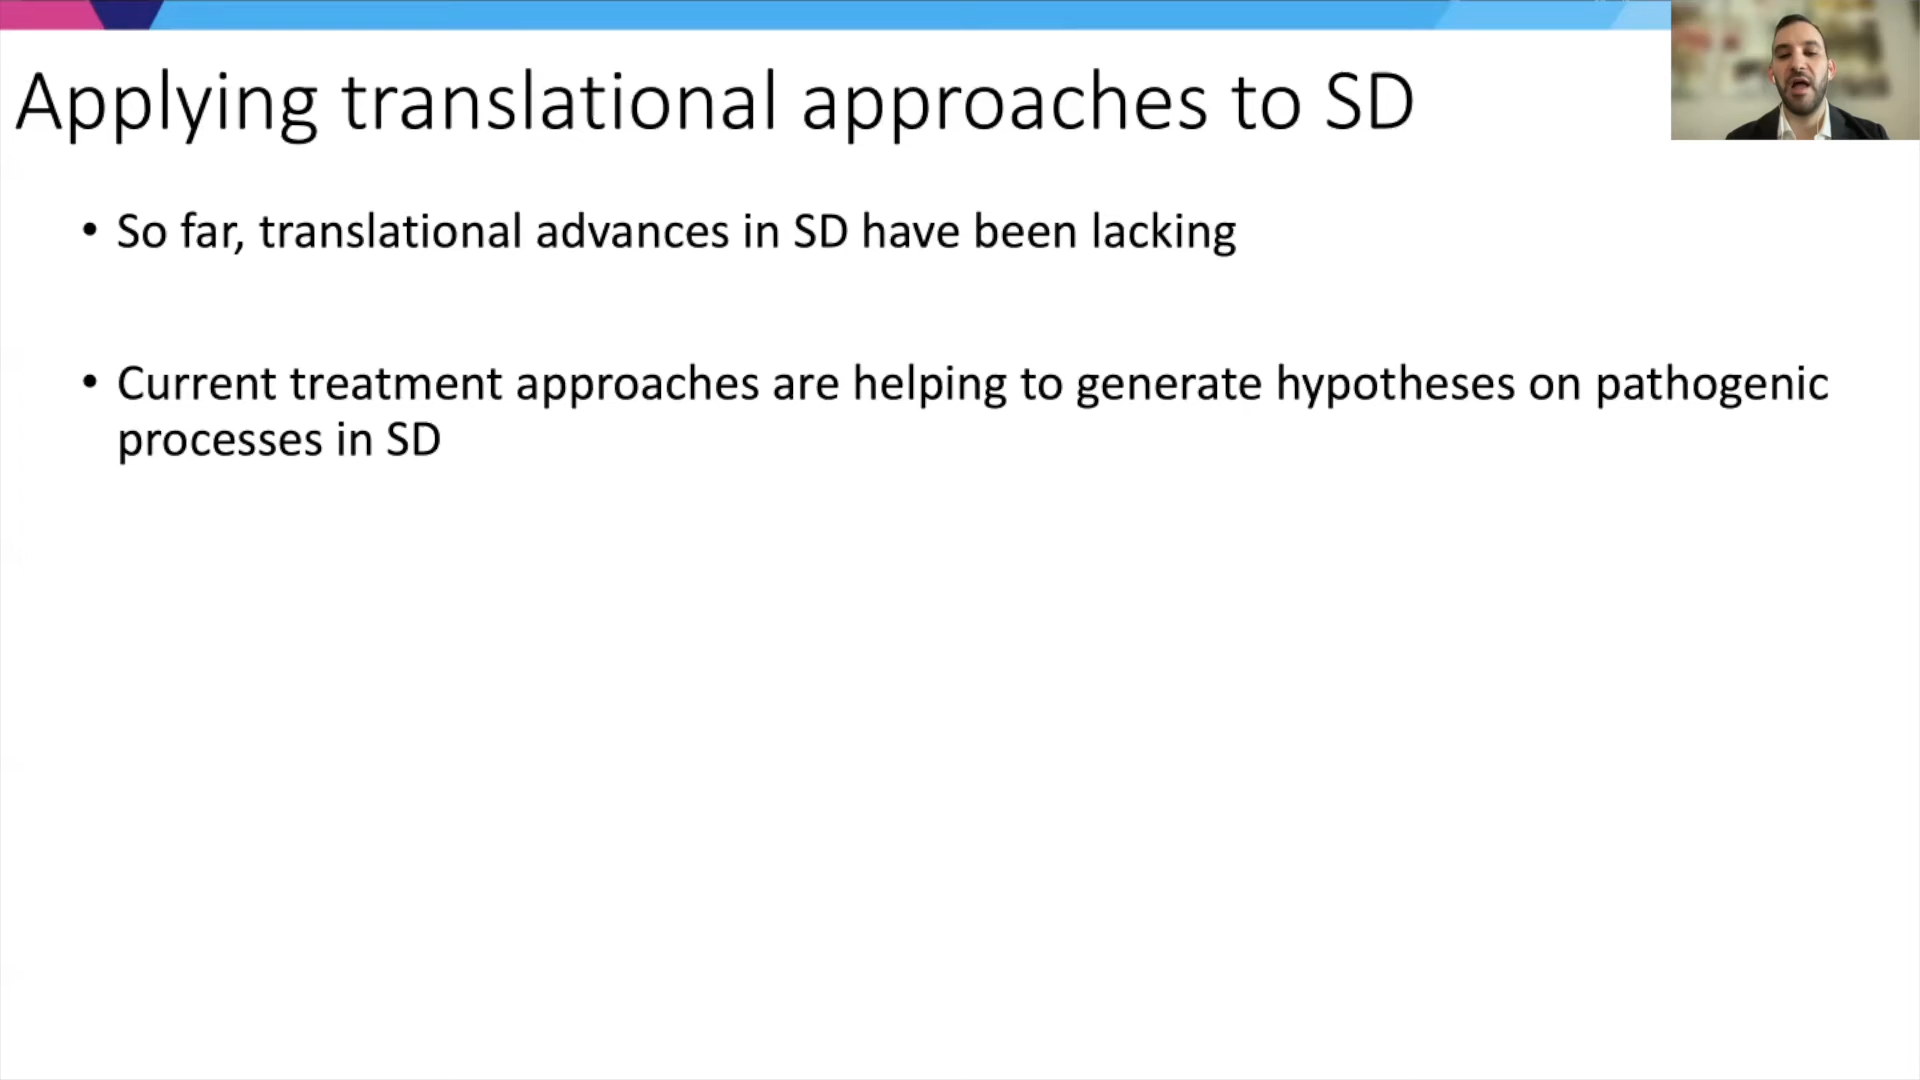 Applying translational approaches to SD
• So far, translational advances in SD have been lacking
• Current treatment approaches are helping to generate hypotheses on pathogenic
processes in SD